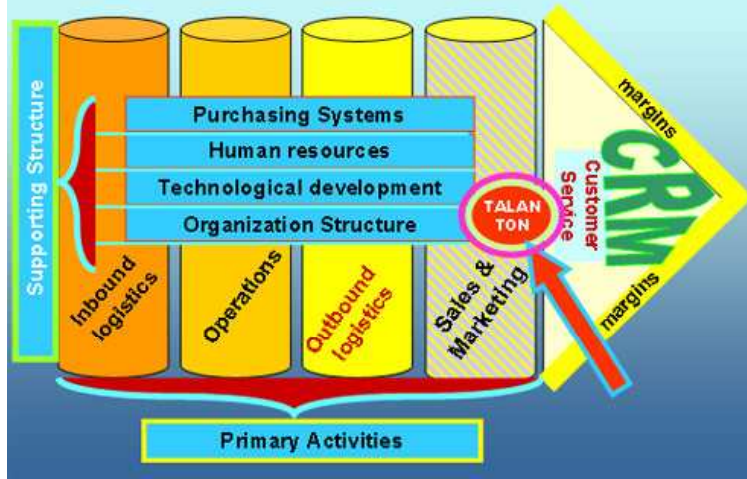 Supporting Structure
Purchasing Systems
Human resources
Technological development
Organization Structure
Inbound
logistics
Operations
Outbound
logistics
Sales &
Marketing
TALAN
TON
Customer
Service
CRM
margins
margins
Primary Activities